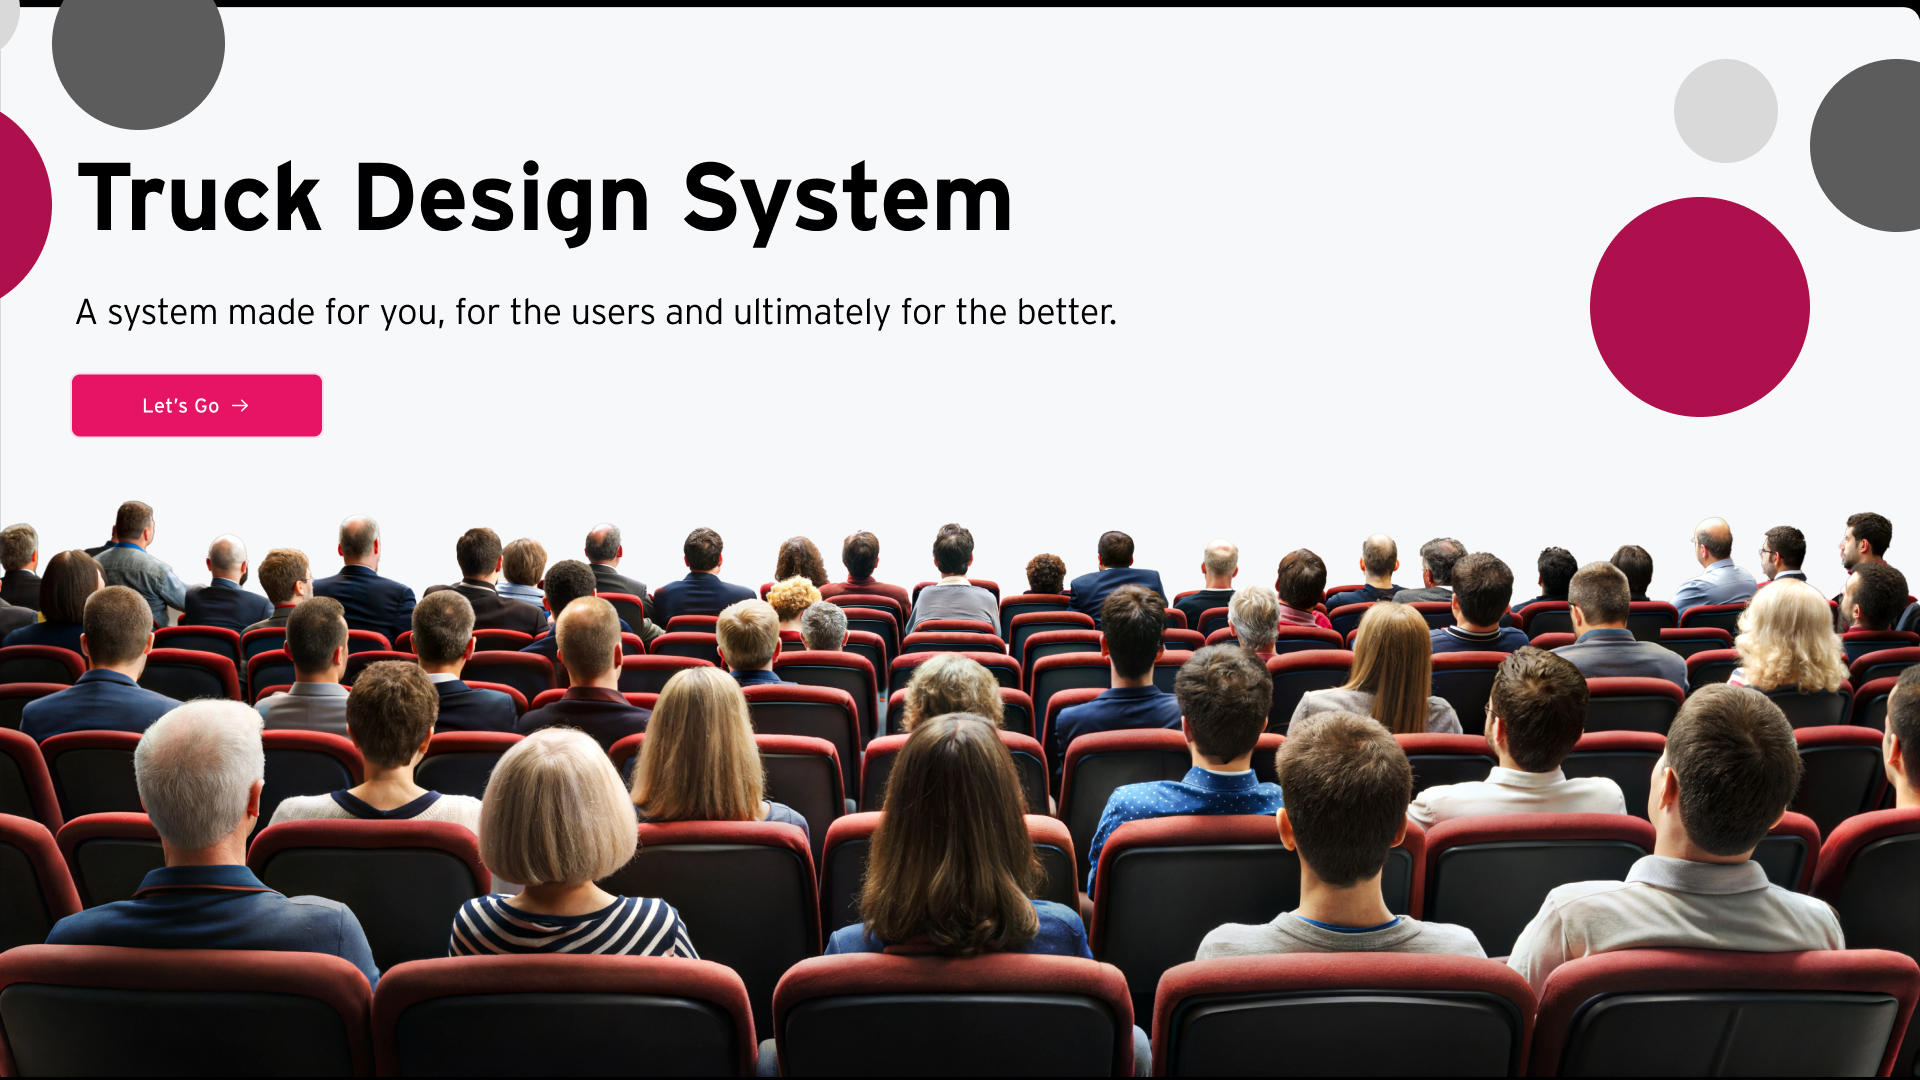 Truck Design System
A system made for you, for the users and ultimately for the better.
Let's Go →